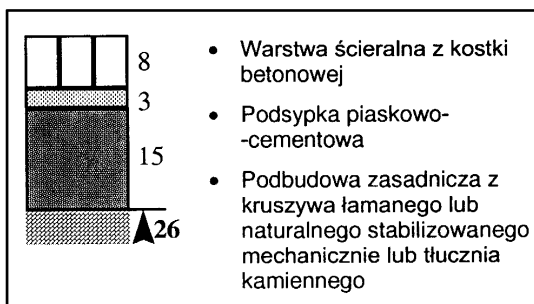 8
3
15
26
• Warstwa ścieralna z kostki
betonowej
• Podsypka piaskowo-
-cementowa
• Podbudowa zasadnicza z
kruszywa łamanego lub
naturalnego stabilizowanego
mechanicznie lub tłucznia
kamiennego